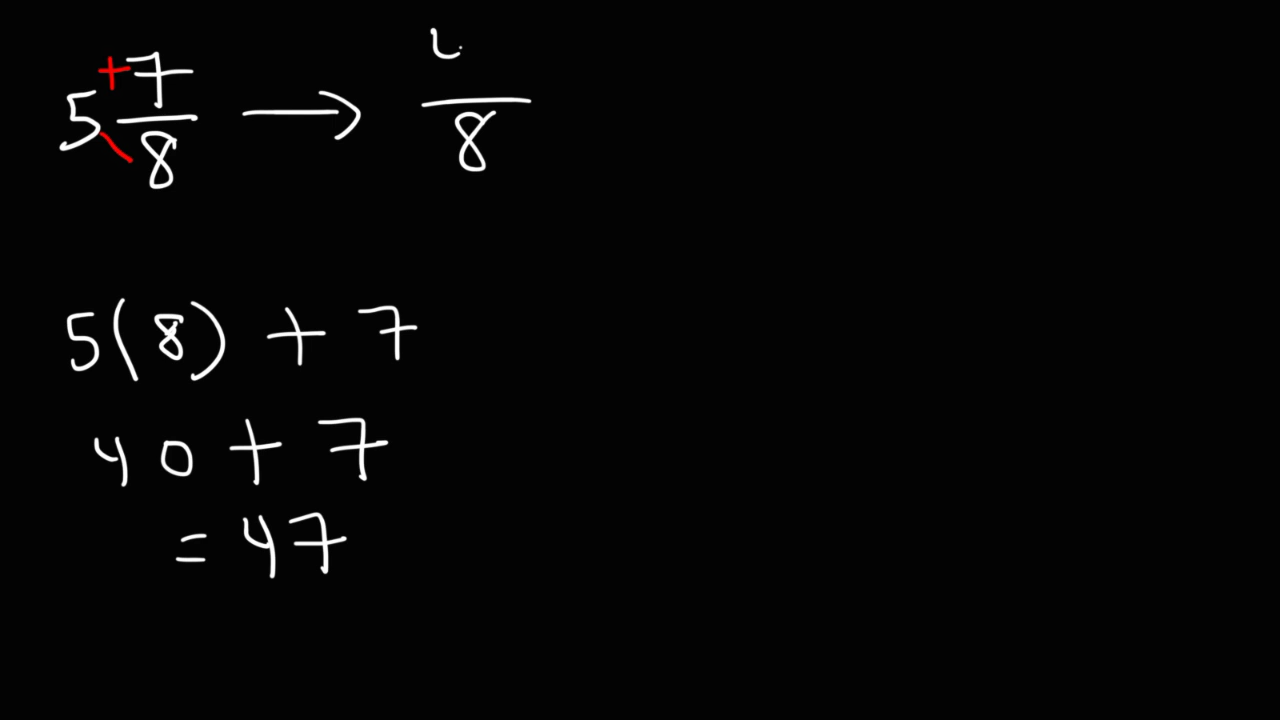 5 +7/8 → /8
5(8) + 7
40 + 7
= 47